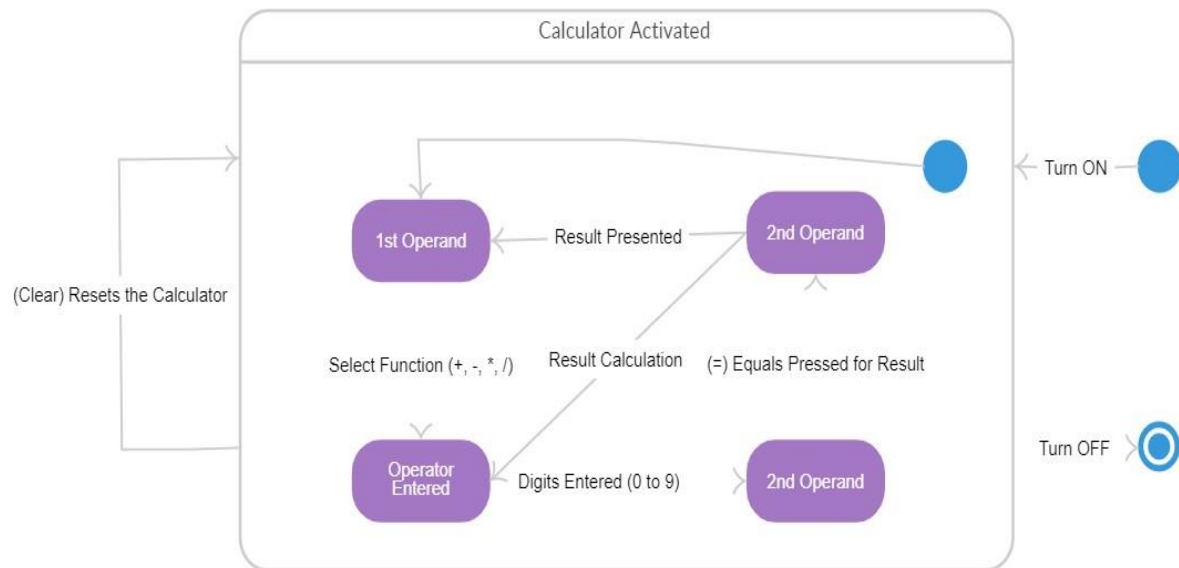 Calculator Activated
Turn ON
1st Operand
Result Presented
2nd Operand
(Clear) Resets the Calculator
Select Function (+, -, *, /)
Result Calculation
(=) Equals Pressed for Result
Turn OFF
Operator
Entered
Digits Entered (0 to 9)
2nd Operand